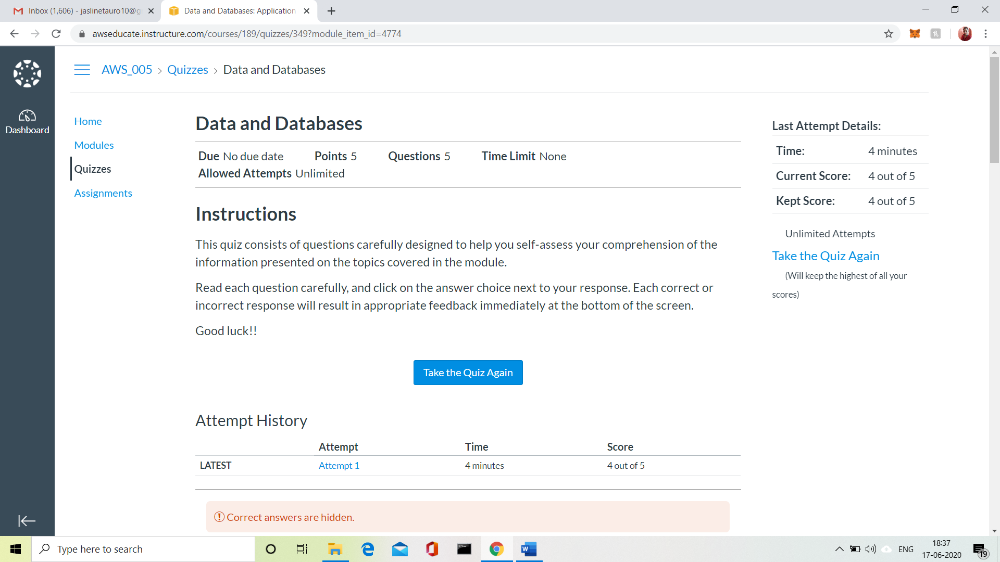 Inbox (1,606) - jaslinetauro10@g
Data and Databases: Application
awseducate.instructure.com/courses/189/quizzes/349?module_item_id=4774
AWS_005 › Quizzes › Data and Databases
Dashboard
Home
Modules
Quizzes
Assignments
Data and Databases
Due No due date Points 5 Questions 5 Time Limit None
Allowed Attempts Unlimited
Instructions
This quiz consists of questions carefully designed to help you self-assess your comprehension of the
information presented on the topics covered in the module.
Read each question carefully, and click on the answer choice next to your response. Each correct or
incorrect response will result in appropriate feedback immediately at the bottom of the screen.
Good luck!!
Take the Quiz Again
Attempt History
Attempt Time Score
LATEST Attempt 1 4 minutes 4 out of 5
Correct answers are hidden.
Last Attempt Details:
Time: 4 minutes
Current Score: 4 out of 5
Kept Score: 4 out of 5
Unlimited Attempts
Take the Quiz Again
(Will keep the highest of all your
scores)
Type here to search
ENG
18:37
17-06-2020
19